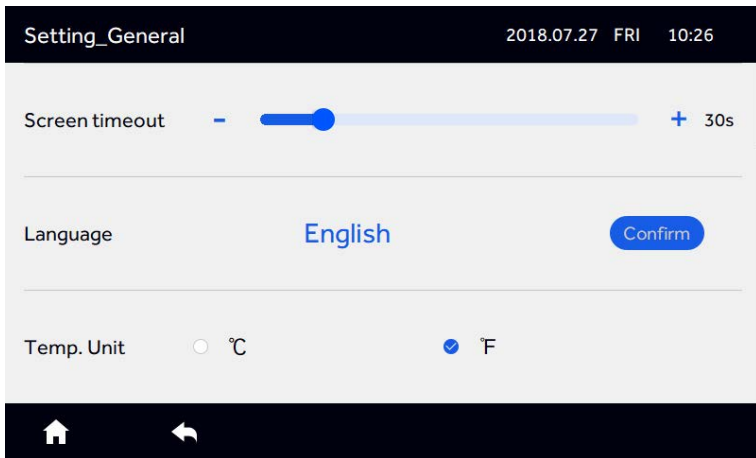 Setting_General 2018.07.27 FRI 10:26
Screen timeout - + 30s
Language English Confirm
Temp. Unit ℃ ℉